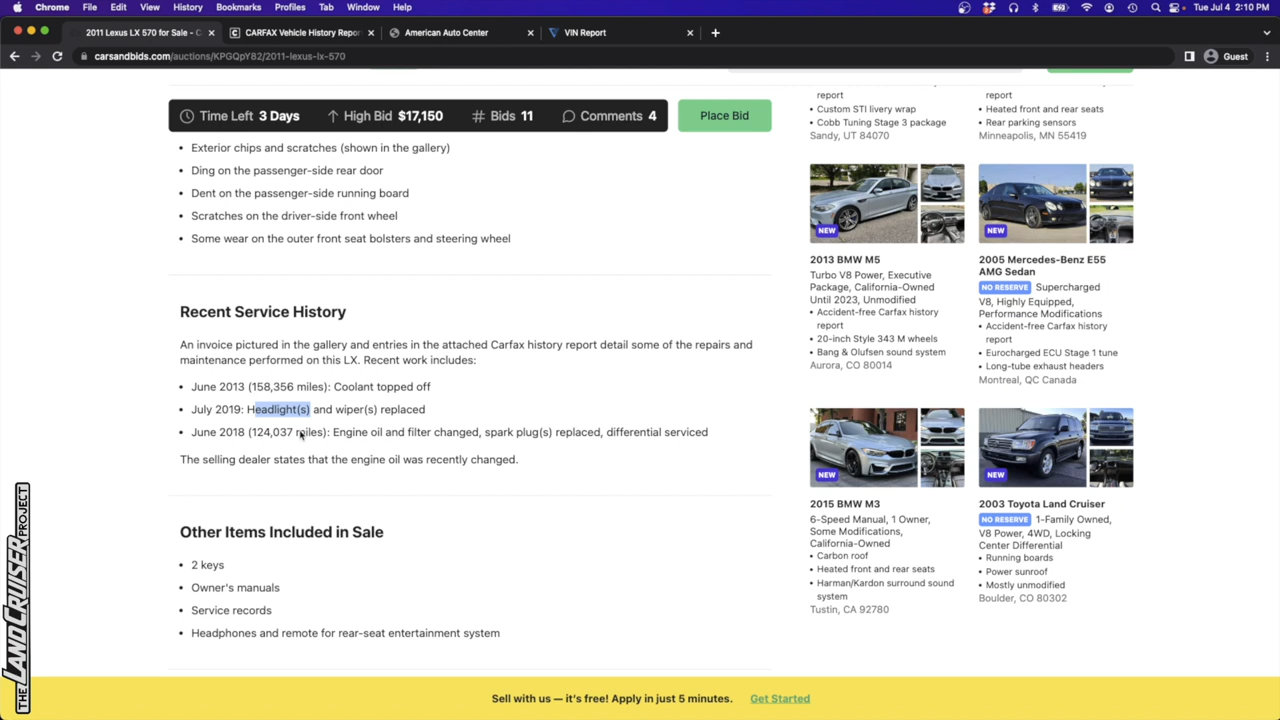 Chrome File Edit View History Bookmarks Profiles Tab Window Help
Tue Jul 4 2:10 PM
2011 Lexus LX 570 for Sale - C
CARFAX Vehicle History Repor
American Auto Center
VIN Report
carsandbids.com/auctions/KPGQpY82/2011-lexus-lx-570
Guest
Time Left 3 Days
High Bid $17,150
# Bids 11
Comments 4
Place Bid
• Exterior chips and scratches (shown in the gallery)
• Ding on the passenger-side rear door
• Dent on the passenger-side running board
• Scratches on the driver-side front wheel
• Some wear on the outer front seat bolsters and steering wheel
Recent Service History
An invoice pictured in the gallery and entries in the attached Carfax history report detail some of the repairs and
maintenance performed on this LX. Recent work includes:
• June 2013 (158,356 miles): Coolant topped off
• July 2019: Headlight(s) and wiper(s) replaced
• June 2018 (124,037 miles): Engine oil and filter changed, spark plug(s) replaced, differential serviced
The selling dealer states that the engine oil was recently changed.
Other Items Included in Sale
• 2 keys
• Owner's manuals
• Service records
• Headphones and remote for rear-seat entertainment system
report
• Custom STI livery wrap
• Cobb Tuning Stage 3 package
Sandy, UT 84070
report
• Heated front and rear seats
• Rear parking sensors
Minneapolis, MN 55419
NEW
2013 BMW M5
Turbo V8 Power, Executive
Package, California-Owned
Until 2023, Unmodified
• Accident-free Carfax history
report
• 20-inch Style 343 M wheels
• Bang & Olufsen sound system
Aurora, CO 80014
NEW
2005 Mercedes-Benz E55
AMG Sedan
NO RESERVE Supercharged
V8, Highly Equipped,
Performance Modifications
• Accident-free Carfax history
report
• Eurocharged ECU Stage 1 tune
• Long-tube exhaust headers
Montreal, QC Canada
NEW
2015 BMW M3
6-Speed Manual, 1 Owner,
Some Modifications,
California-Owned
• Carbon roof
• Heated front and rear seats
• Harman/Kardon surround sound
system
Tustin, CA 92780
NEW
2003 Toyota Land Cruiser
NO RESERVE 1-Family Owned,
V8 Power, 4WD, Locking
Center Differential
• Running boards
• Power sunroof
• Mostly unmodified
Boulder, CO 80302
THE LAND CRUISER PROJECT
Sell with us — it's free! Apply in just 5 minutes. Get Started